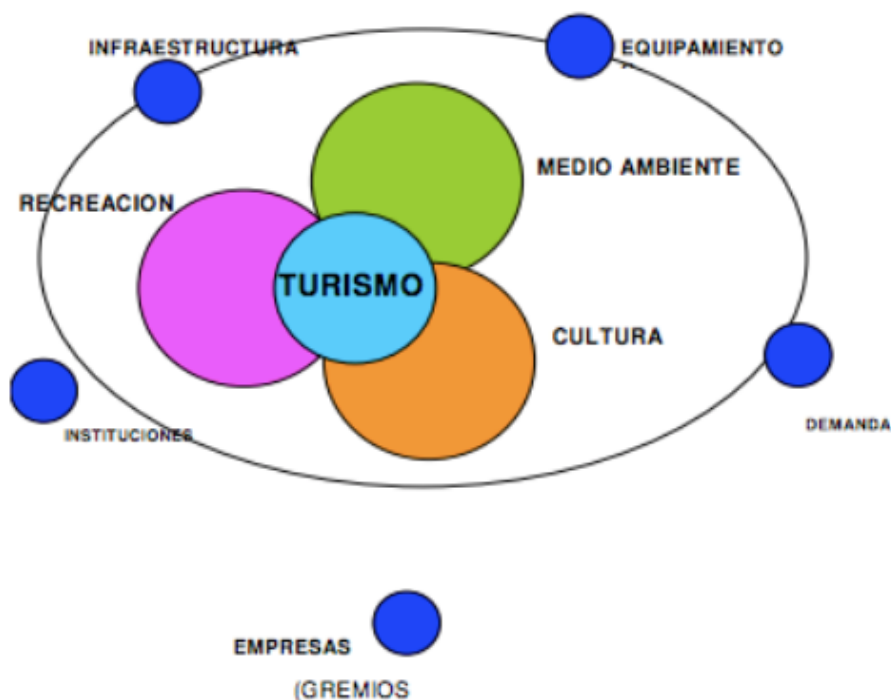 INFRAESTRUCTURA
EQUIPAMIENTO
MEDIO AMBIENTE
RECREACION
TURISMO
CULTURA
DEMANDA
INSTITUCIONES
EMPRESAS
(GREMIOS